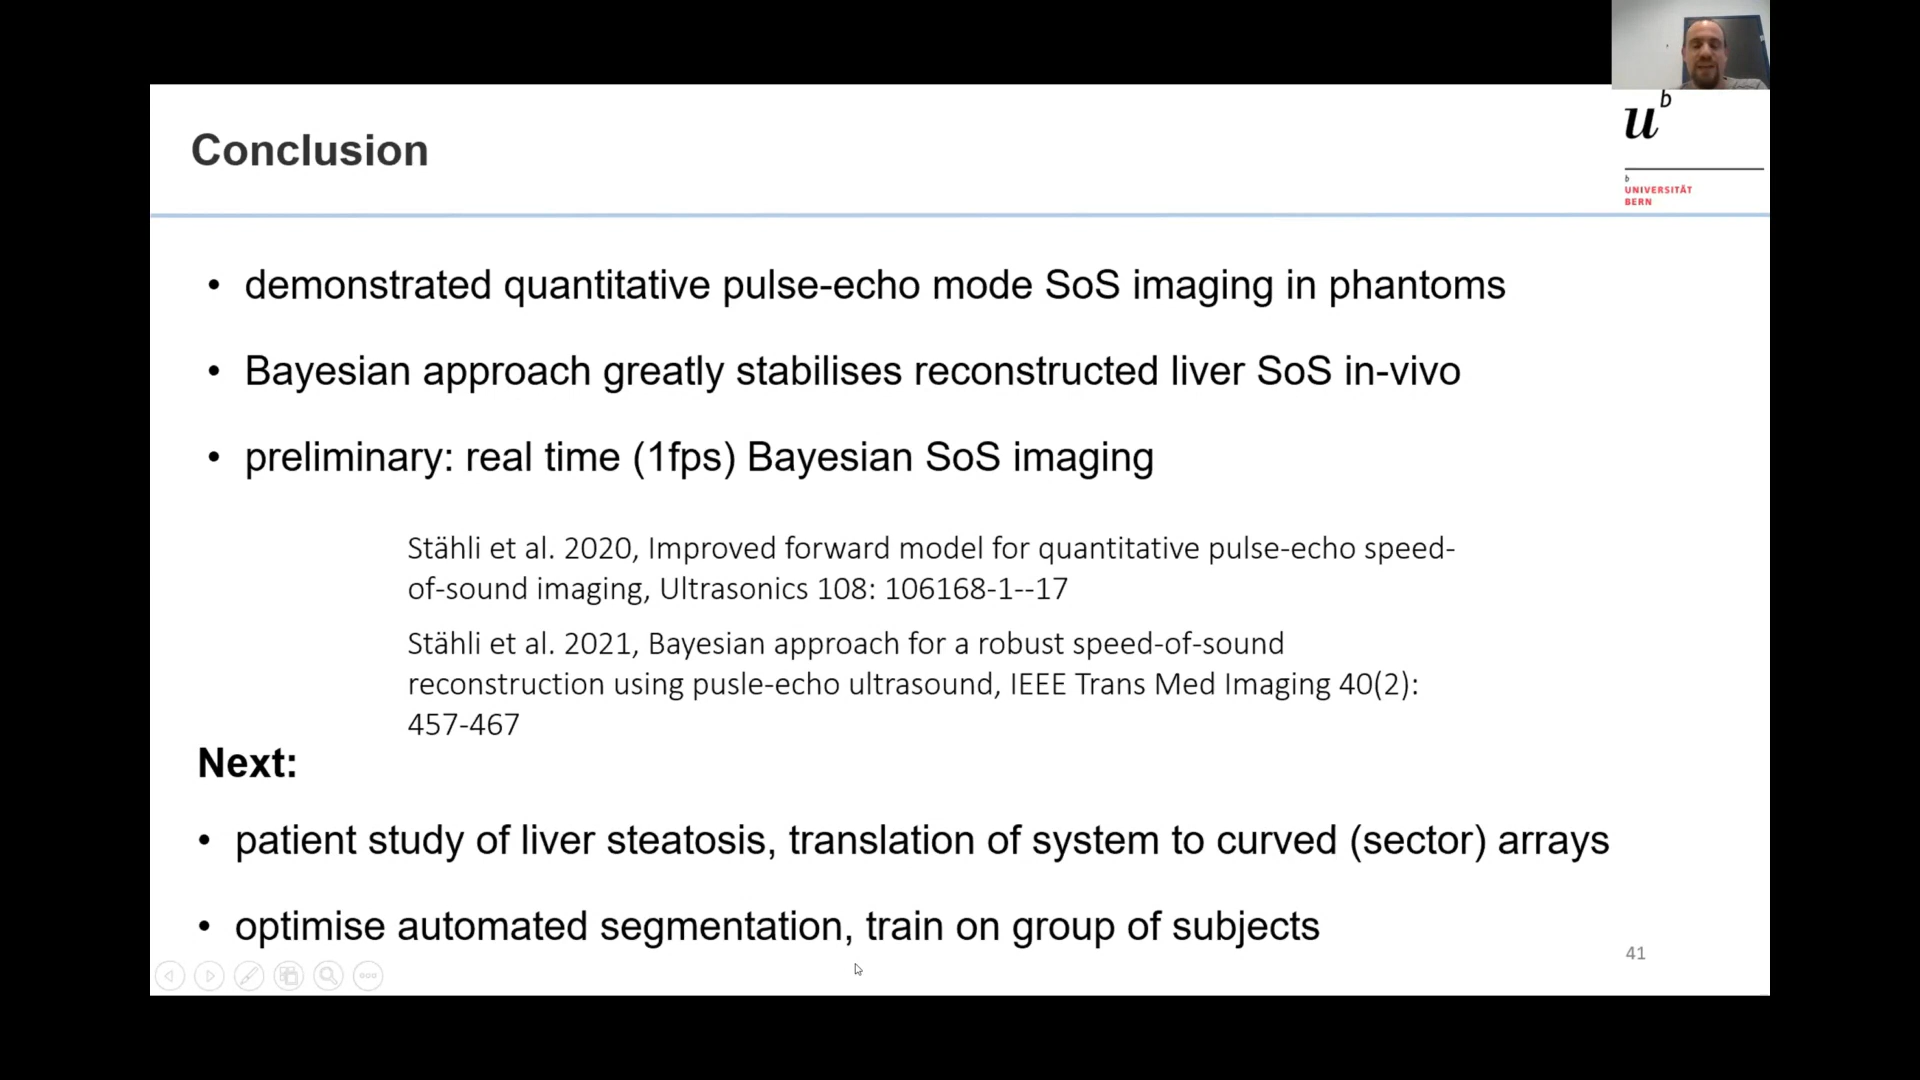 Conclusion
u b
b
UNIVERSITÄT
BERN
• demonstrated quantitative pulse-echo mode SoS imaging in phantoms
• Bayesian approach greatly stabilises reconstructed liver SoS in-vivo
• preliminary: real time (1fps) Bayesian SoS imaging
Stähli et al. 2020, Improved forward model for quantitative pulse-echo speed-
of-sound imaging, Ultrasonics 108: 106168-1--17
Stähli et al. 2021, Bayesian approach for a robust speed-of-sound
reconstruction using pusle-echo ultrasound, IEEE Trans Med Imaging 40(2):
457-467
Next:
• patient study of liver steatosis, translation of system to curved (sector) arrays
• optimise automated segmentation, train on group of subjects
41